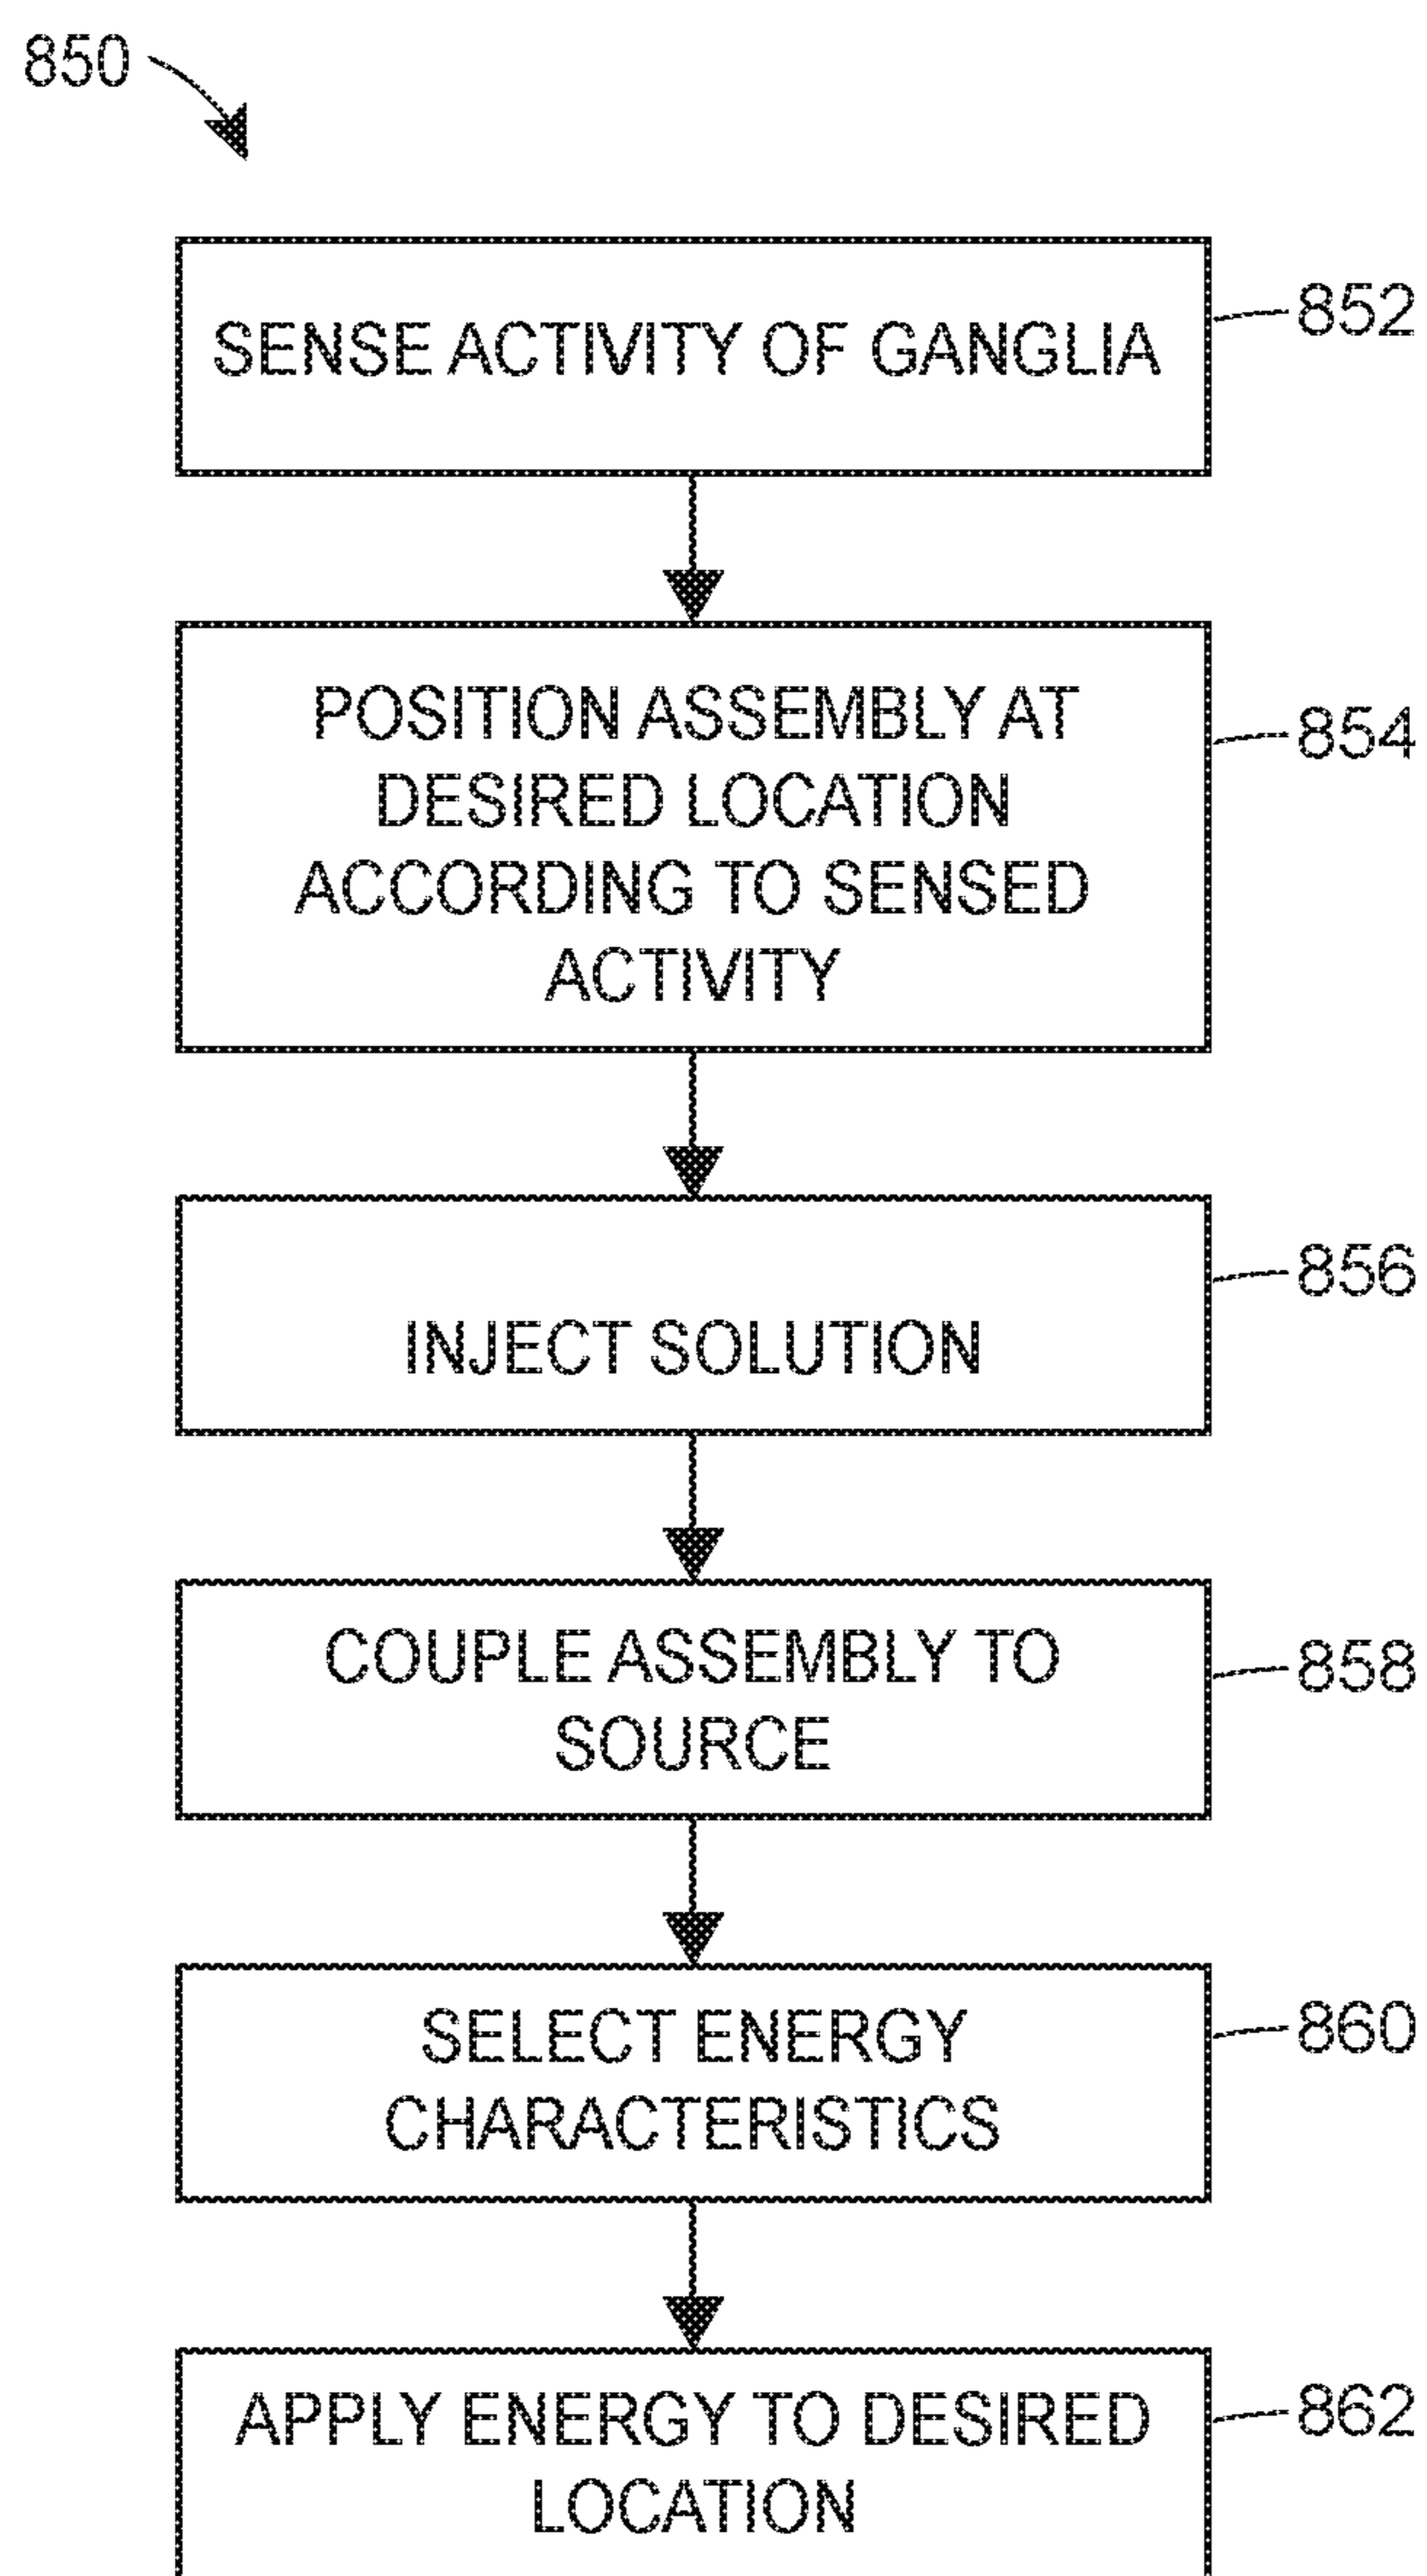 850
SENSE ACTIVITY OF GANGLIA
852
POSITION ASSEMBLY AT
DESIRED LOCATION
ACCORDING TO SENSED
ACTIVITY
854
INJECT SOLUTION
856
COUPLE ASSEMBLY TO
SOURCE
858
SELECT ENERGY
CHARACTERISTICS
860
APPLY ENERGY TO DESIRED
LOCATION
862